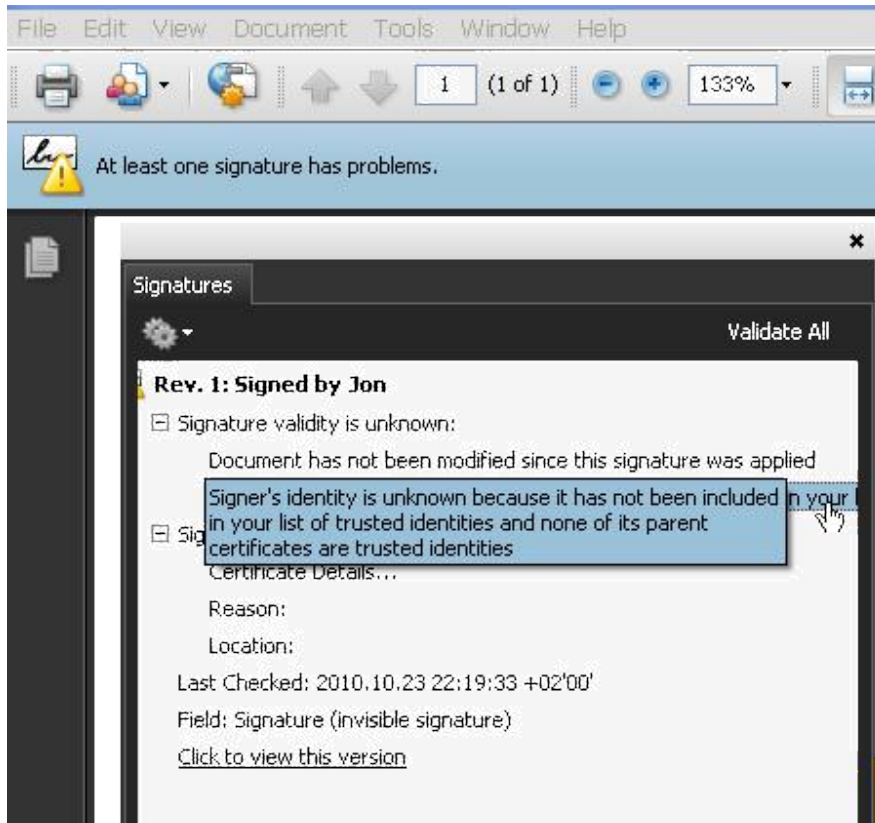 File Edit View Document Tools Window Help
1 (1 of 1) 133%
At least one signature has problems.
Signatures
Validate All
Rev. 1: Signed by Jon
Signature validity is unknown:
Document has not been modified since this signature was applied
Signer's identity is unknown because it has not been included in your
in your list of trusted identities and none of its parent
certificates are trusted identities
Sig
Certificate Details...
Reason:
Location:
Last Checked: 2010.10.23 22:19:33 +02'00'
Field: Signature (invisible signature)
Click to view this version